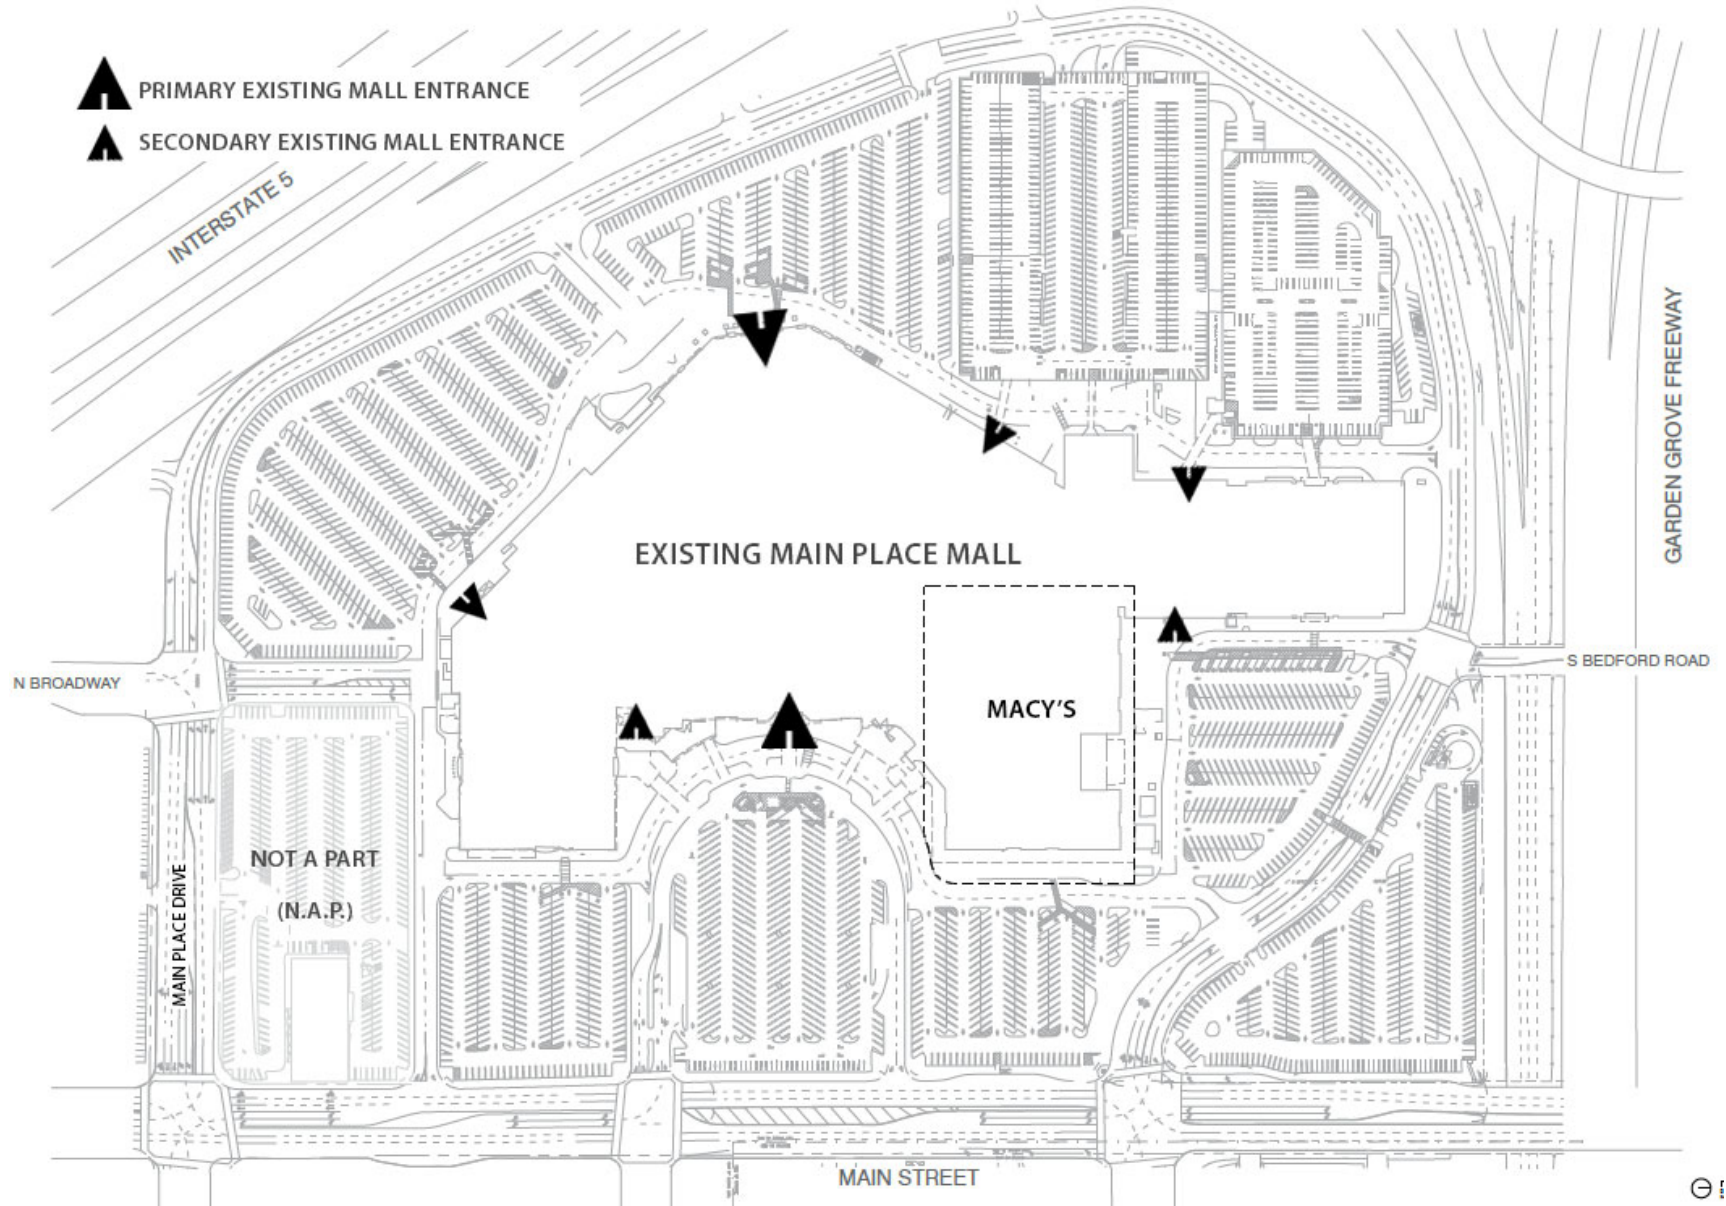 PRIMARY EXISTING MALL ENTRANCE
SECONDARY EXISTING MALL ENTRANCE
INTERSTATE 5
GARDEN GROVE FREEWAY
EXISTING MAIN PLACE MALL
S BEDFORD ROAD
N BROADWAY
MACY'S
NOT A PART
(N.A.P.)
MAIN PLACE DRIVE
MAIN STREET